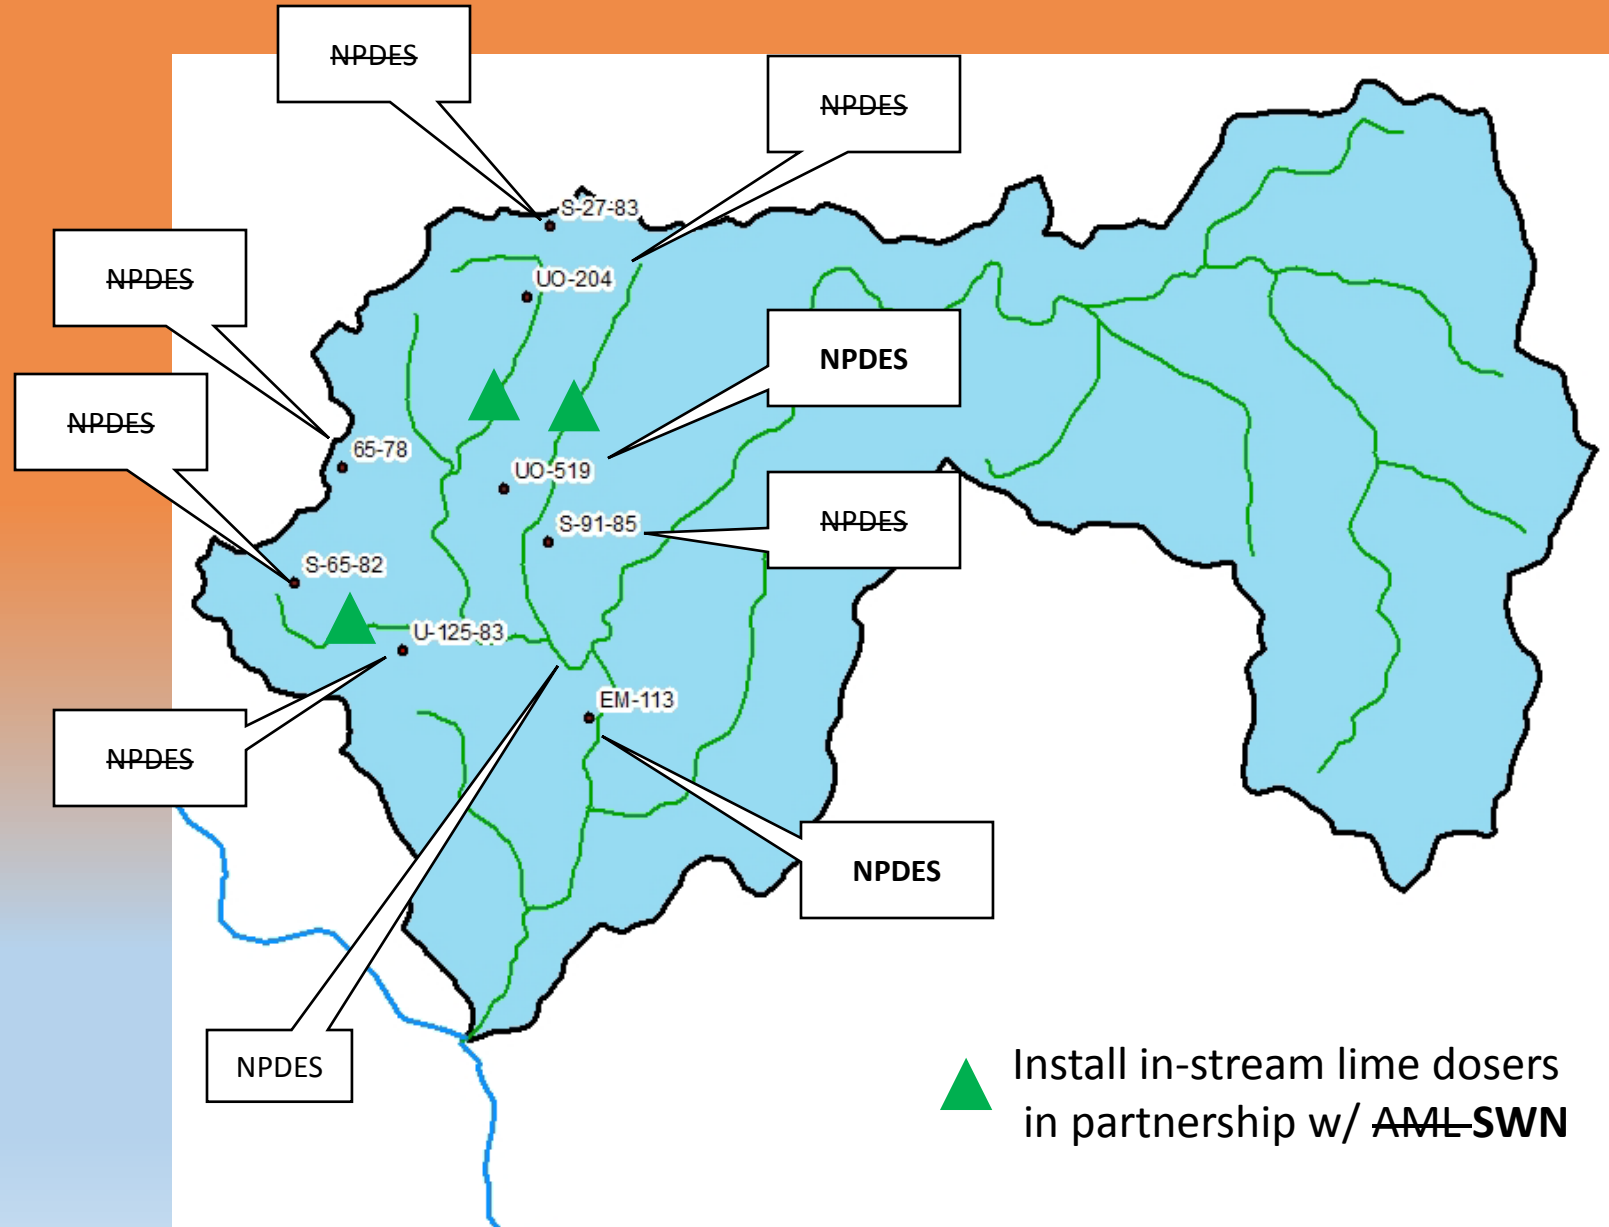 NPDES
NPDES
S-27-83
NPDES
UO-204
NPDES
NPDES
65-78
UO-519
NPDES
S-91-85
S-65-82
U-125-83
EM-113
NPDES
NPDES
NPDES
Install in-stream lime dosers
in partnership w/ AML SWN